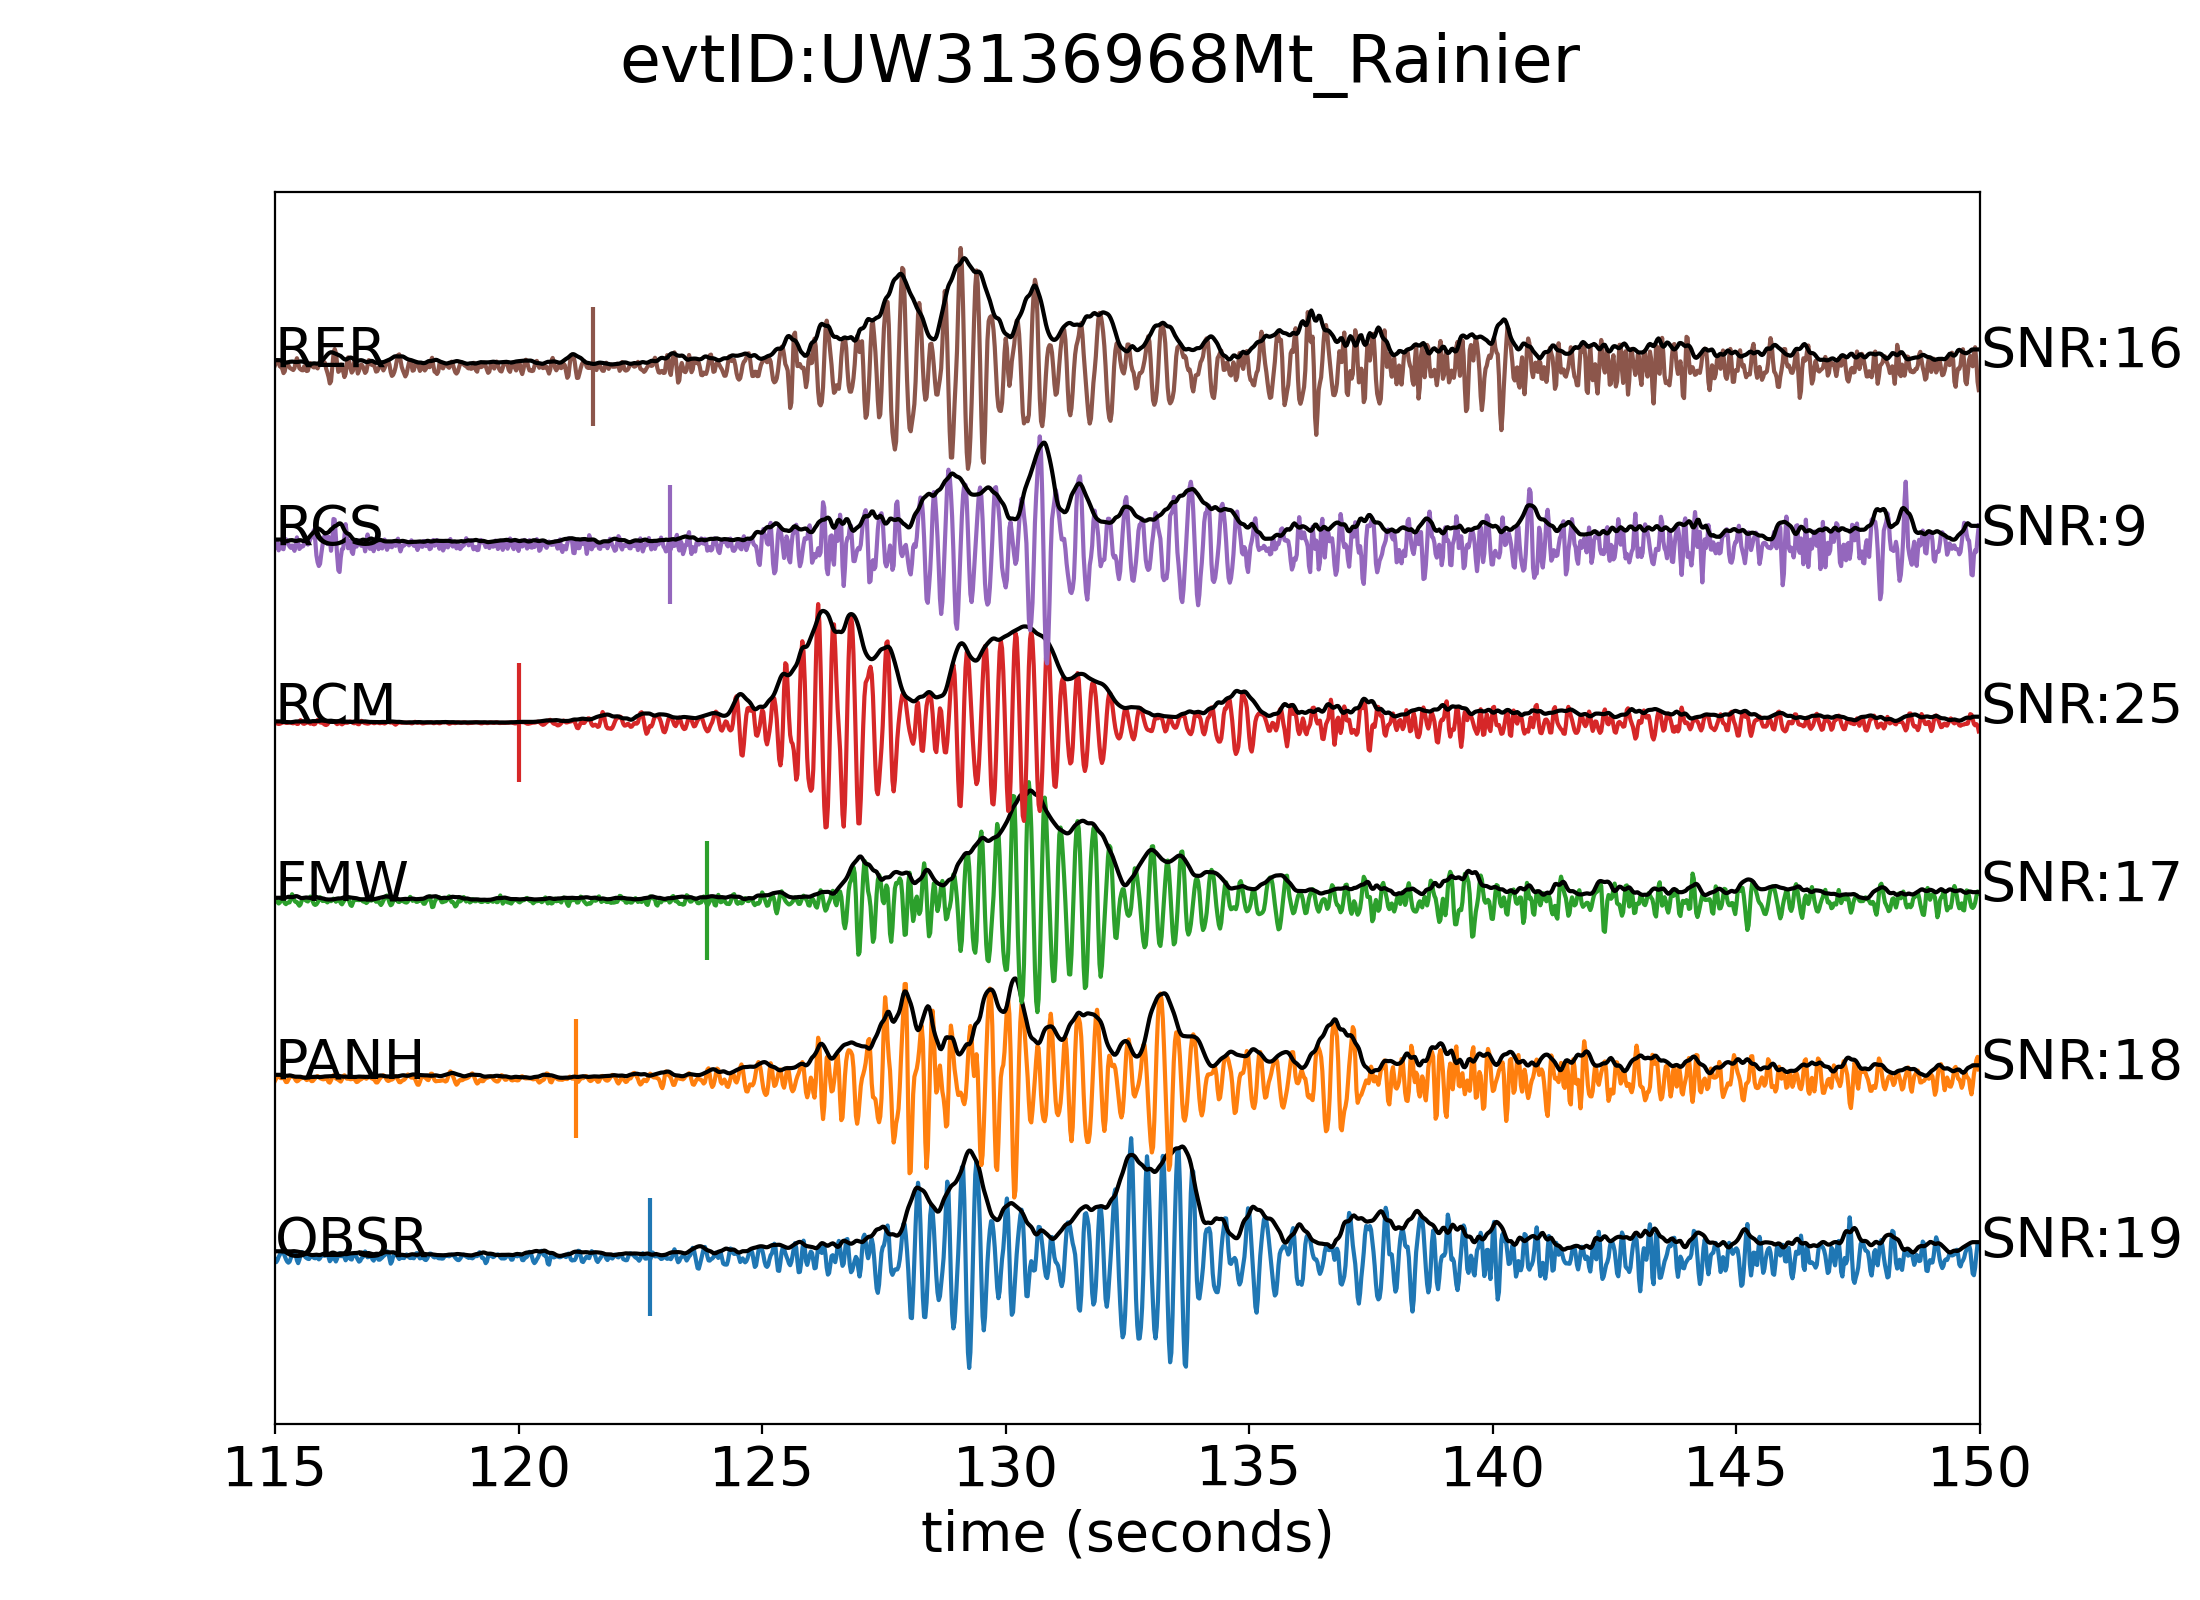 evtID:UW3136968Mt_Rainier
RER SNR:16
RCS SNR:9
RCM SNR:25
FMW SNR:17
PANH SNR:18
OBSR SNR:19
115 120 125 130 135 140 145 150
time (seconds)